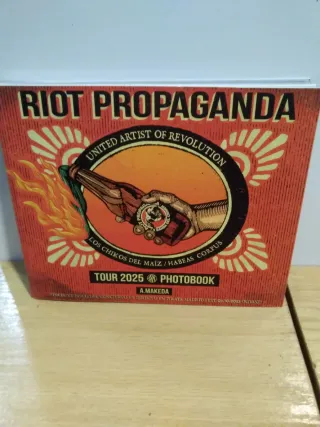 RIOT PROPAGANDA
UNITED ARTIST OF REVOLUTION
LOS CHIKOS DEL MAÍZ / HABEAS CORPUS
TOUR 2025 PHOTOBOOK
A.MAKEDA